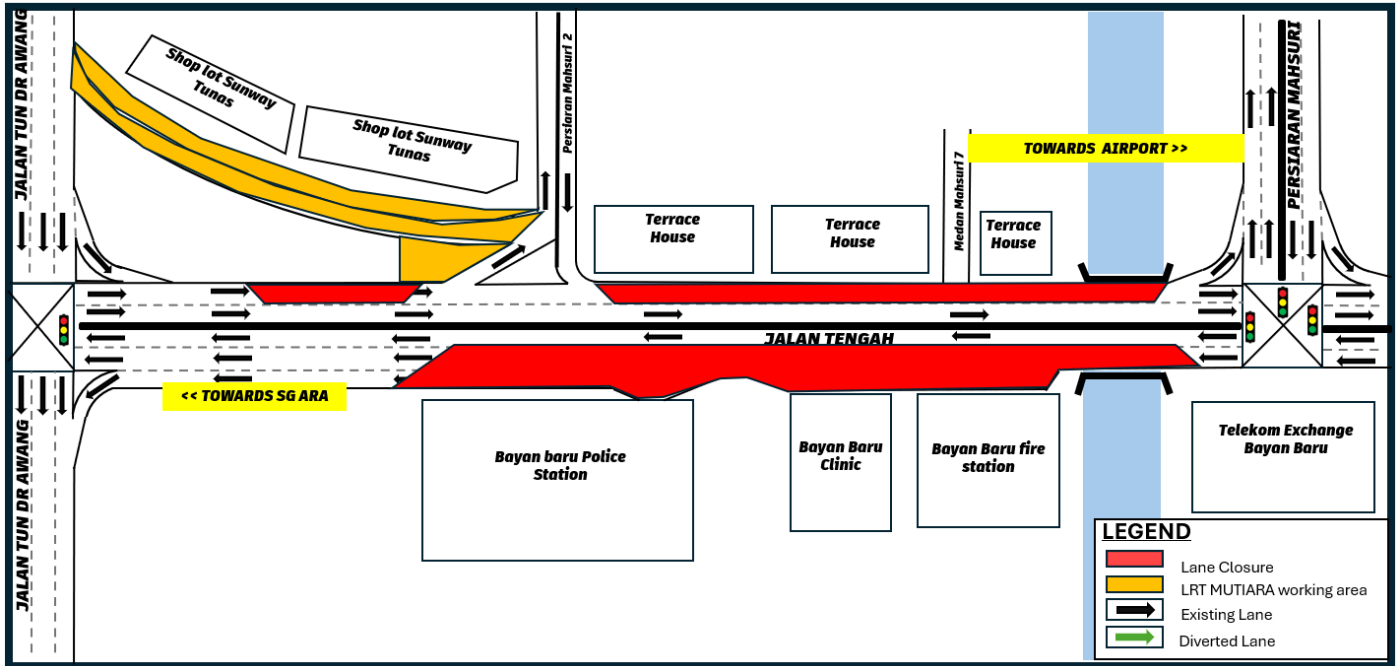 JALAN TUN DR AWANG
Shop lot Sunway
Tunas
Shop lot Sunway
Tunas
Persiaran Mahsuri 2
Medan Mahsuri 7
TOWARDS AIRPORT >>
PERSIARAN MAHSURI
Terrace
House
Terrace
House
Terrace
House
JALAN TENGAH
<< TOWARDS SG ARA
JALAN TUN DR AWANG
Bayan baru Police
Station
Bayan Baru
Clinic
Bayan Baru fire
station
Telekom Exchange
Bayan Baru
LEGEND
Lane Closure
LRT MUTIARA working area
Existing Lane
Diverted Lane